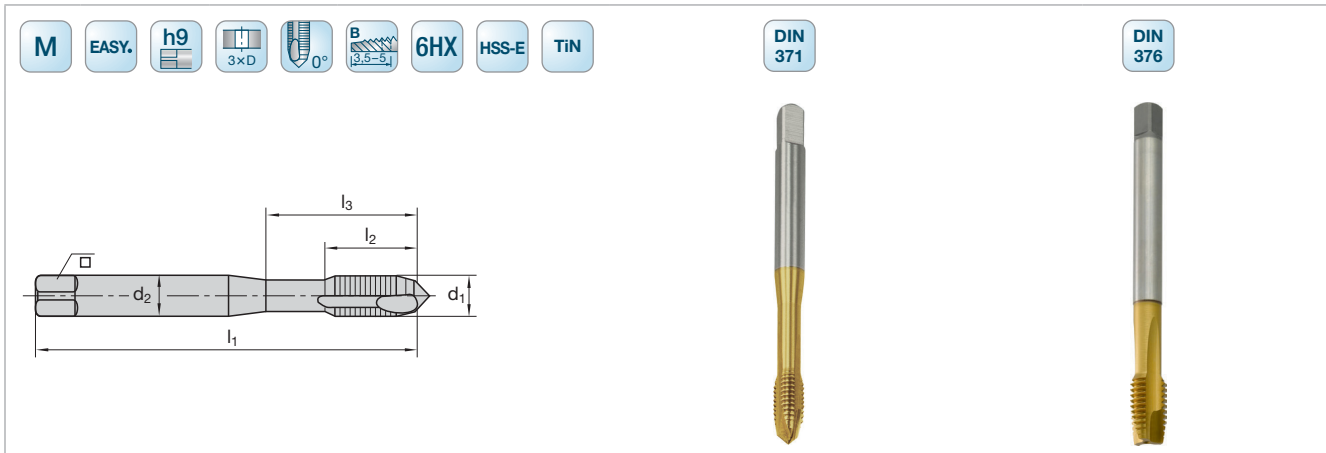 M
EASY.
h9
3×D
0°
B
3,5–5
6HX
HSS-E
TiN
DIN
371
DIN
376
l3
l2
d2
d1
l1